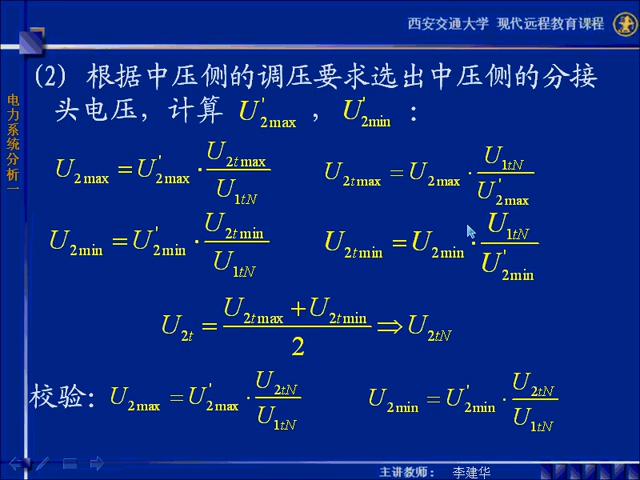 西安交通大学 现代远程教育课程
电力系统分析一
(2) 根据中压侧的调压要求选出中压侧的分接
头电压，计算 U'2max ，U'2min ：
U2max = U'2max · U2tmax / U1tN    U2tmax = U2max · U1tN / U'2max
U2min = U'2min · U2tmin / U1tN    U2tmin = U2min · U1tN / U'2min
U2t = (U2tmax + U2tmin) / 2 ⇒ U2tN
校验：U2max = U'2max · U2tN / U1tN    U2min = U'2min · U2tN / U1tN
主讲教师： 李建华